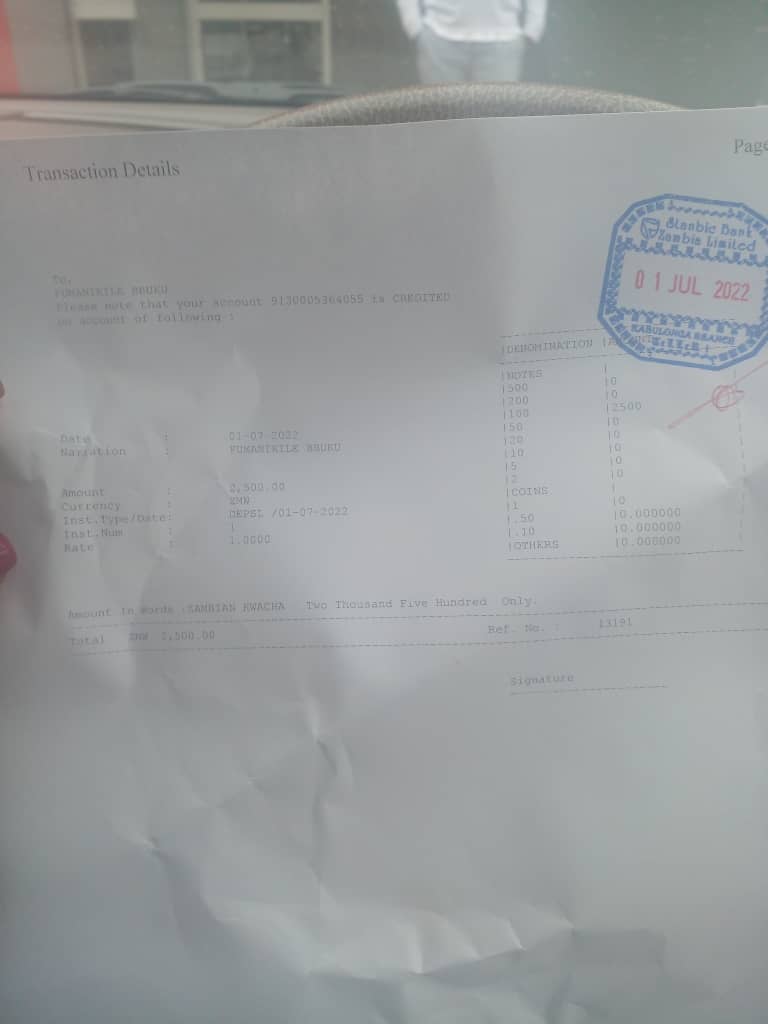 Transaction Details
Page
Stanbic Bank
Zambia Limited
01 JUL 2022
KABULONGA BRANCH
To,
FUMANIKILE BBUKU
Please note that your account 9130005364055 is CREDITED
on account of following :
|DENOMINATION
|NOTES |
|500 |0
|200 |0
|100 |2500
|50 |0
|20 |0
|10 |0
|5 |0
|2 |0
|COINS |
|1 |0
|.50 |0.000000
|.10 |0.000000
|OTHERS |0.000000
Date : 01-07-2022
Narration : FUMANIKILE BBUKU
Amount : 2,500.00
Currency : ZMW
Inst.Type/Date: DEPSL /01-07-2022
Inst.Num : 1
Rate : 1.0000
Amount in words :ZAMBIAN KWACHA Two Thousand Five Hundred Only.
Total ZMW 2,500.00 Ref. No. : 13191
Signature